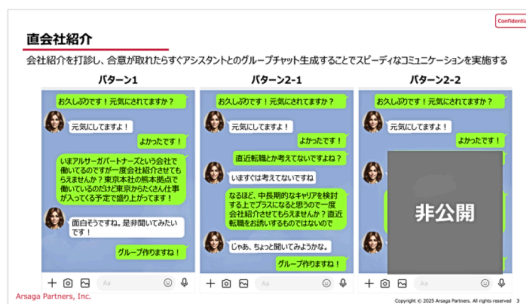 Confidential
直会社紹介
会社紹介を打診し、合意が取れたらすぐアシスタントとのグループチャット生成することでスピーディなコミュニケーションを実施する
パターン1
お久しぶりです!元気にされてますか?
元気にしてますよ!
よかったです!
いまアルサーガパートナーズという会社で
働いてるのですが一度会社紹介させても
らえませんか?東京本社の熊本拠点で
働いているのだけど東京からたくさん仕事
が入ってくる予定で盛り上がってます!
面白そうですね。是非聞いてみたい
です!
グループ作りますね!
Aa
パターン2-1
お久しぶりです!元気にされてますか?
元気にしてますよ!
よかったです!
直近転職とか考えてないですよね?
いますぐは考えてないですね
なるほど、中長期的なキャリアを検討
する上でプラスになると思うので一度
会社紹介させてもらえませんか?直近
転職をお誘いするものではないので
じゃあ、ちょっと聞いてみようかな。
グループ作りますね!
Aa
パターン2-2
お久しぶりです!元気にされてますか?
元気にしてますよ!
よかったです!
非公開
Aa
Arsaga Partners, Inc.
Copyright © 2025 Arsaga Partners. All rights reserved. 3